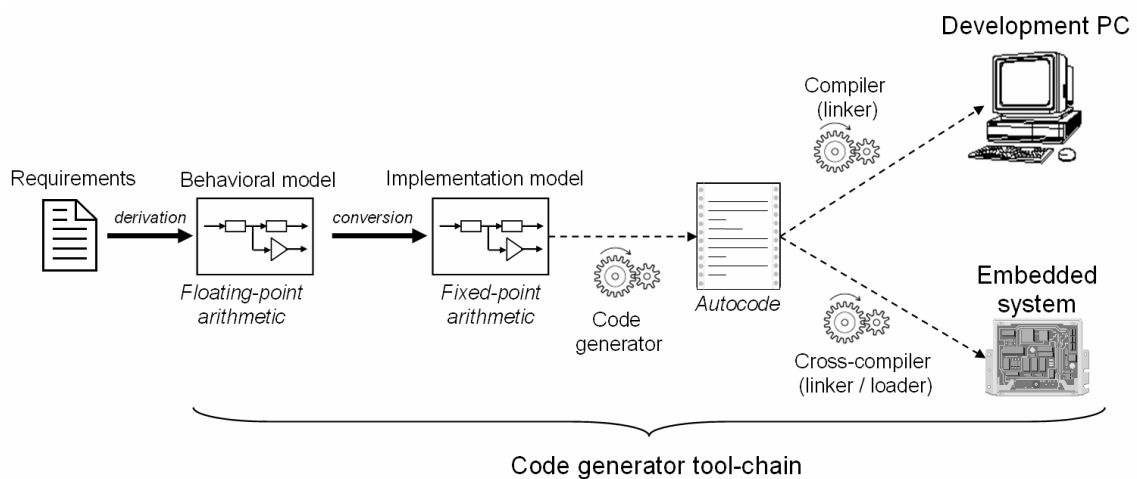 Development PC
Compiler
(linker)
Requirements
derivation
Behavioral model
conversion
Implementation model
Floating-point
arithmetic
Fixed-point
arithmetic
Code
generator
Autocode
Embedded
system
Cross-compiler
(linker / loader)
Code generator tool-chain